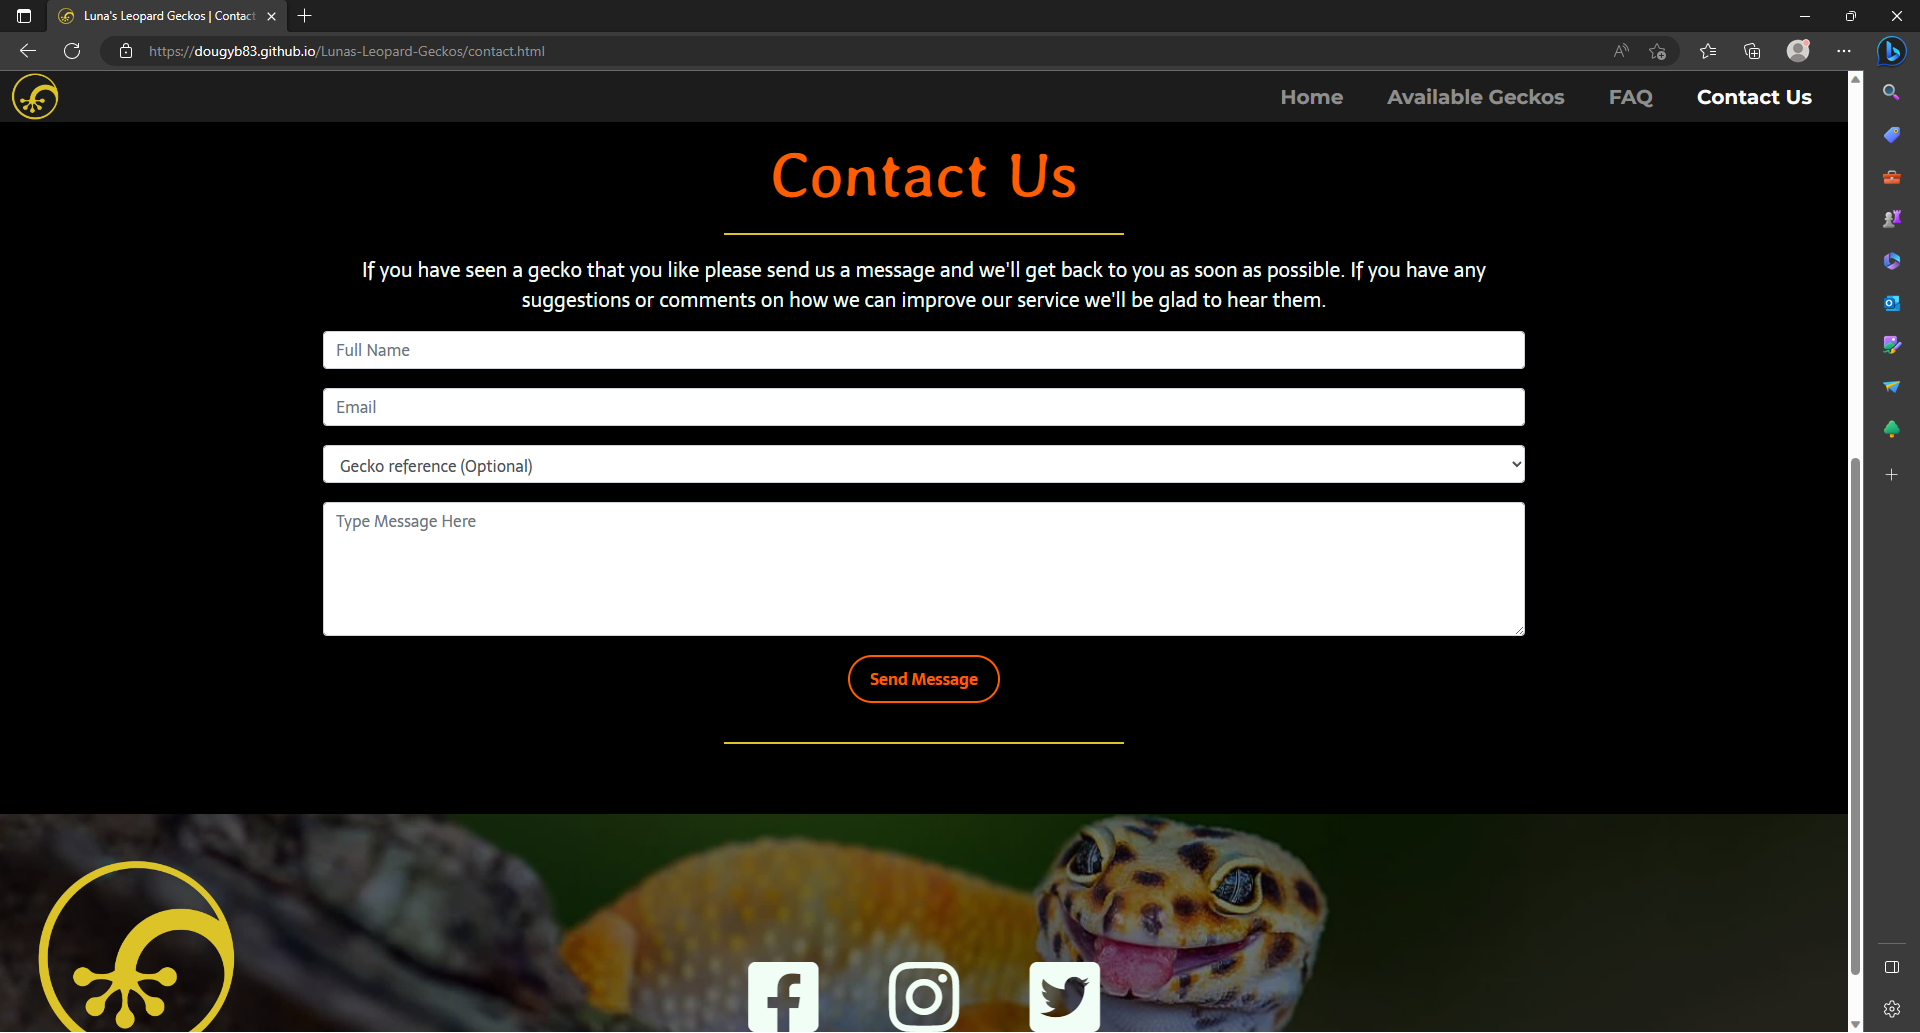 Luna's Leopard Geckos | Contact
https://dougyb83.github.io/Lunas-Leopard-Geckos/contact.html
Home Available Geckos FAQ Contact Us
Contact Us
If you have seen a gecko that you like please send us a message and we'll get back to you as soon as possible. If you have any
suggestions or comments on how we can improve our service we'll be glad to hear them.
Full Name
Email
Gecko reference (Optional)
Type Message Here
Send Message